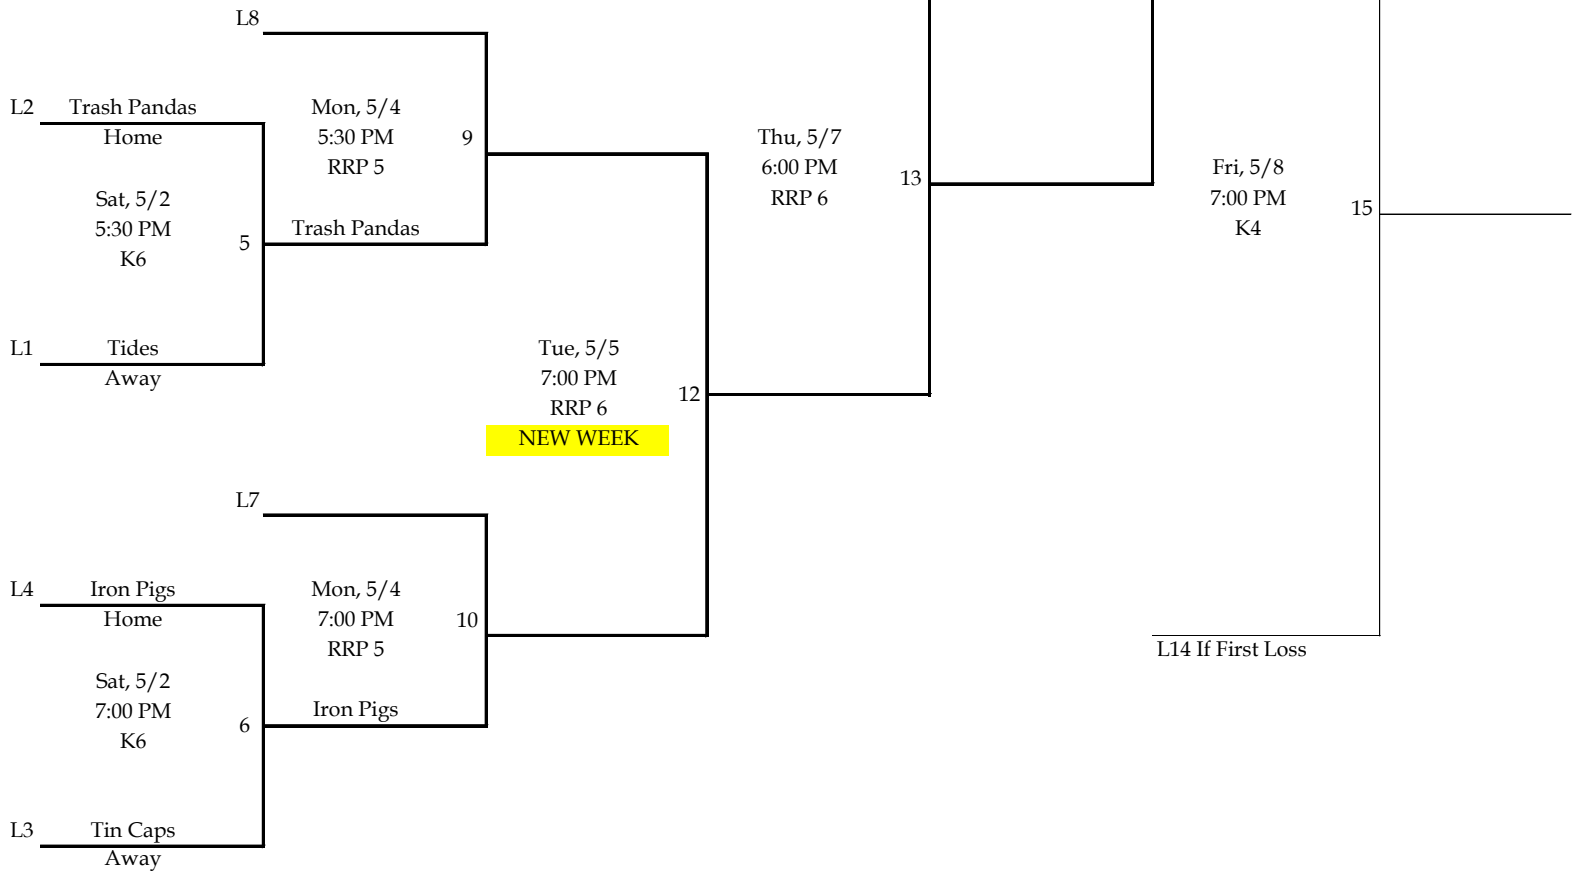 L8
L2 Trash Pandas
Home
Mon, 5/4
5:30 PM
RRP 5
9
Sat, 5/2
5:30 PM
K6
5
Trash Pandas
L1 Tides
Away
Thu, 5/7
6:00 PM
RRP 6
13
Fri, 5/8
7:00 PM
K4
15
Tue, 5/5
7:00 PM
RRP 6
NEW WEEK
12
L7
L4 Iron Pigs
Home
Mon, 5/4
7:00 PM
RRP 5
10
Sat, 5/2
7:00 PM
K6
6
Iron Pigs
L3 Tin Caps
Away
L14 If First Loss